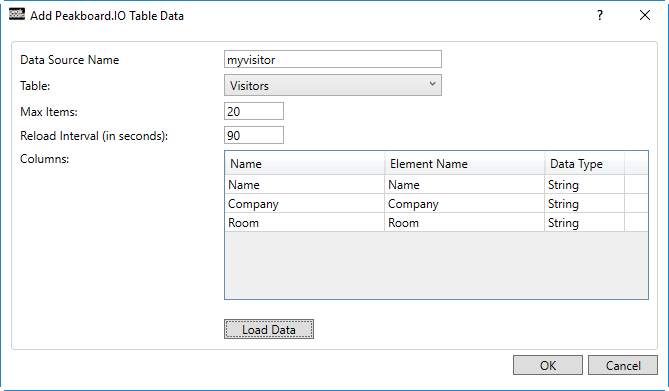 peak board Add Peakboard.IO Table Data ?
Data Source Name myvisitor
Table: Visitors
Max Items: 20
Reload Interval (in seconds): 90
Columns:
Name Element Name Data Type
Name Name String
Company Company String
Room Room String
Load Data
OK Cancel